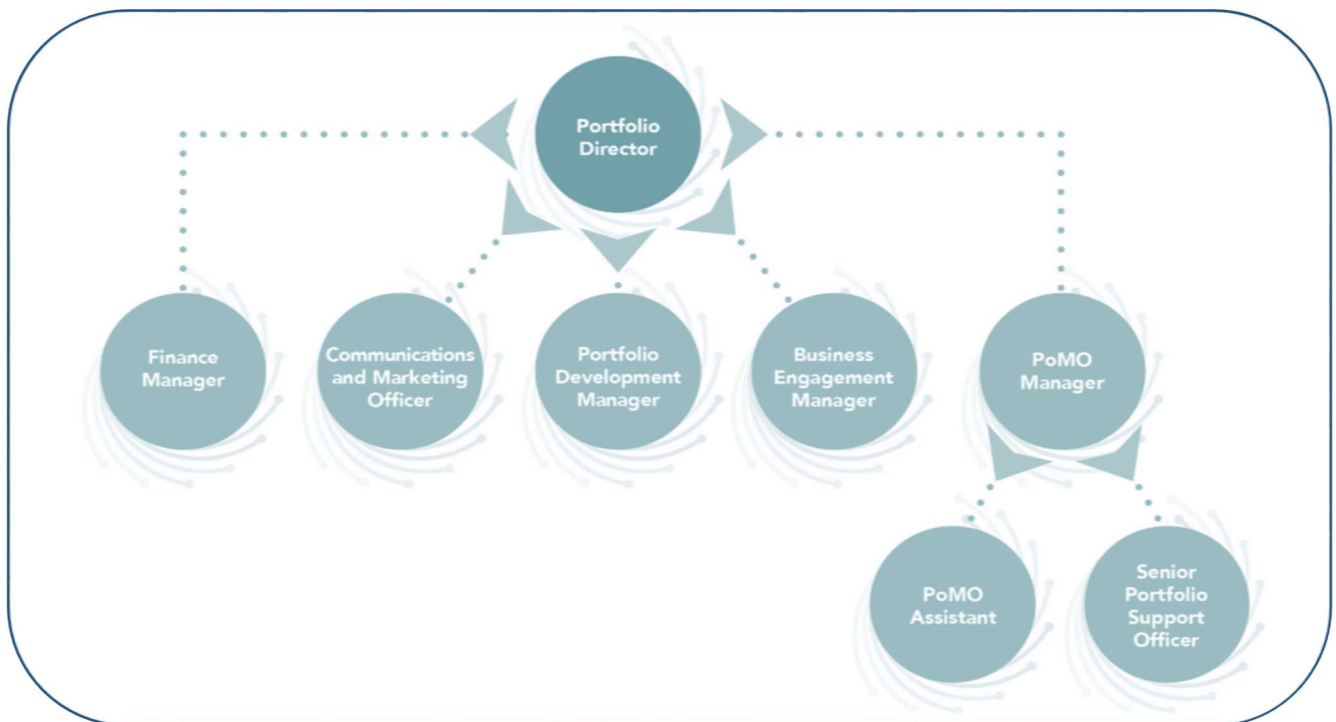 Portfolio
Director
Finance
Manager
Communications
and Marketing
Officer
Portfolio
Development
Manager
Business
Engagement
Manager
PoMO
Manager
PoMO
Assistant
Senior
Portfolio
Support
Officer